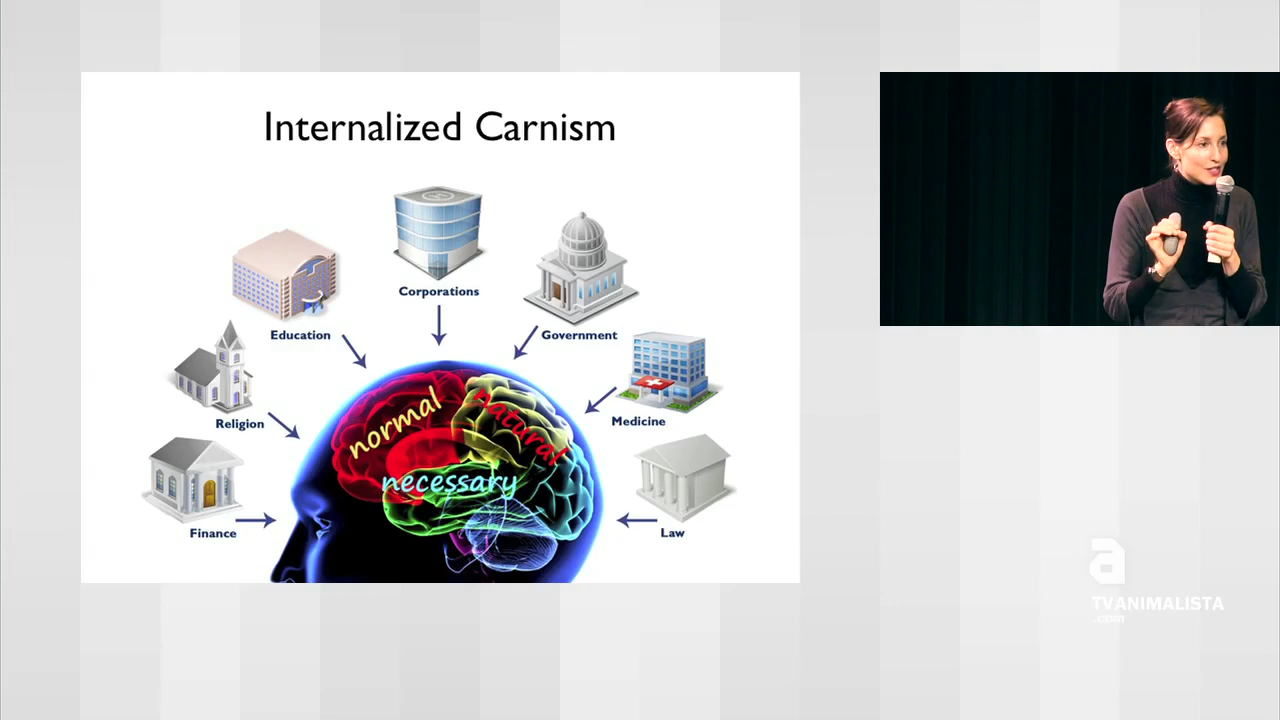 Internalized Carnism
Corporations
Education
Government
Religion
Medicine
Finance
Law
normal
natural
necessary
a
TVANIMALISTA
.com